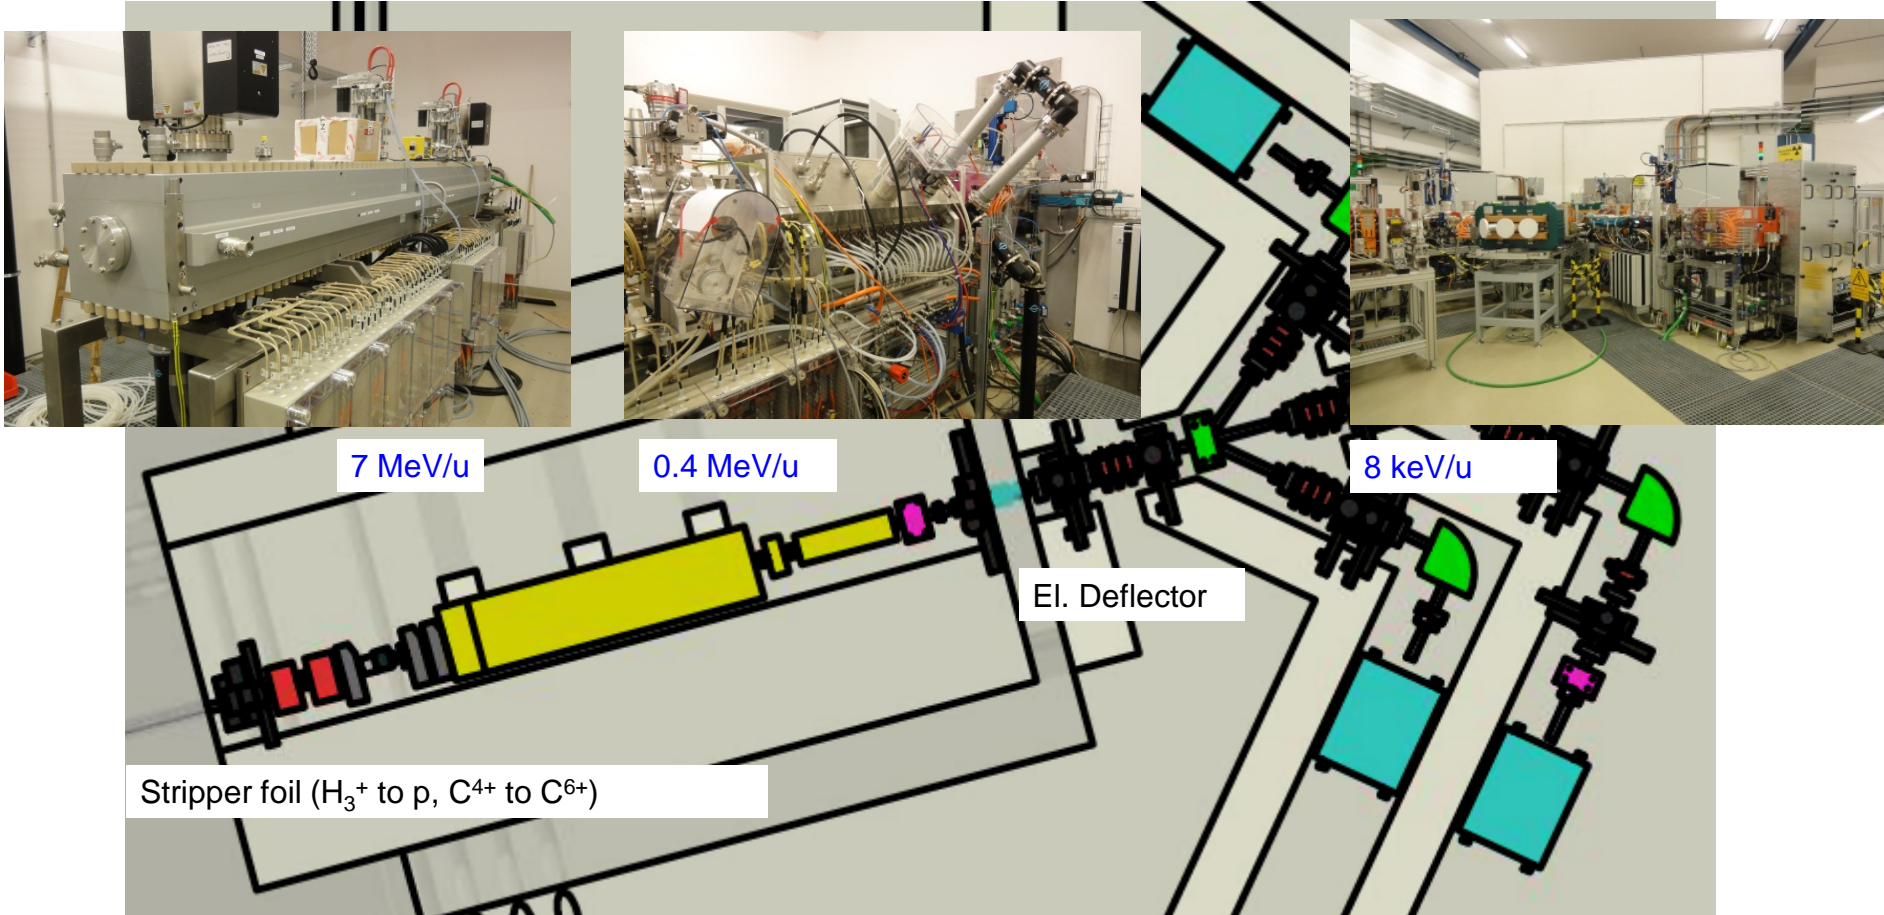 7 MeV/u
0.4 MeV/u
8 keV/u
El. Deflector
Stripper foil (H₃⁺ to p, C⁴⁺ to C⁶⁺)